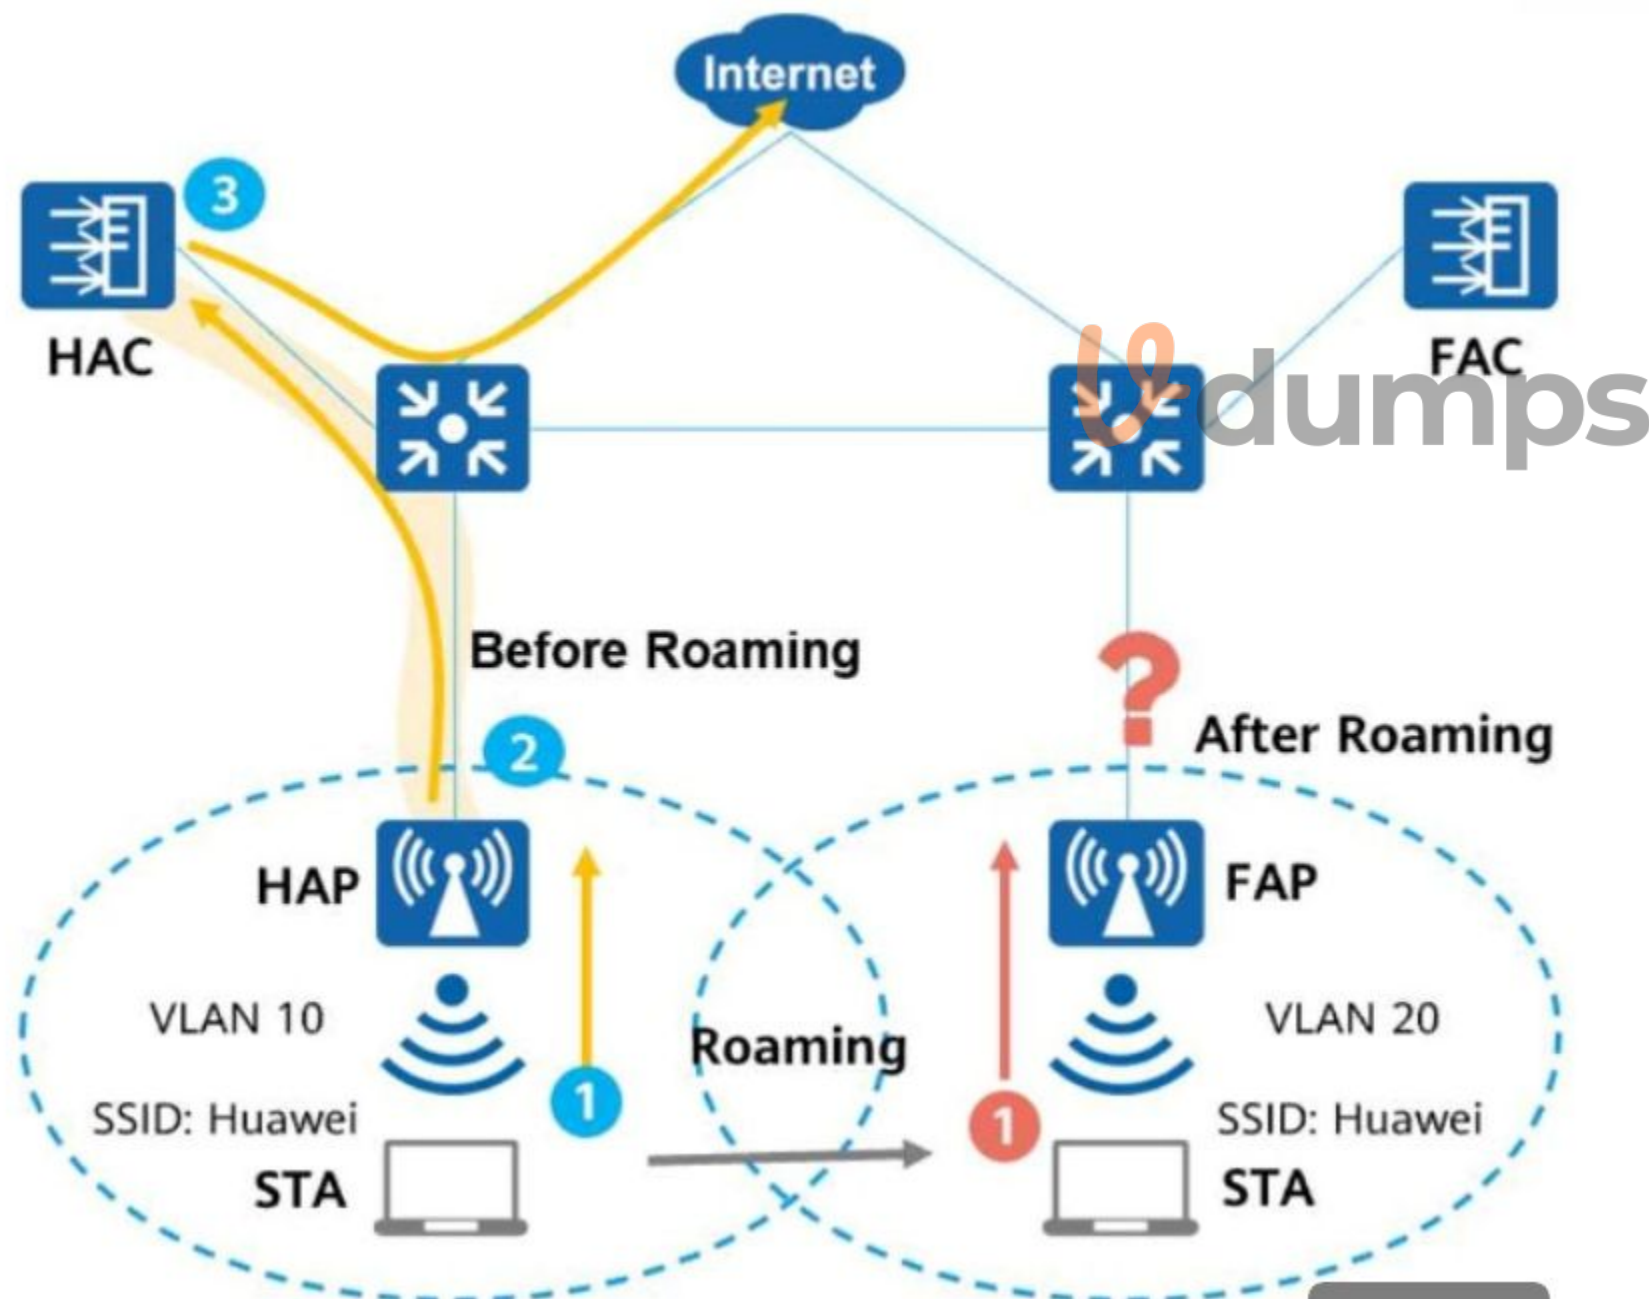 Internet
3
HAC
FAC
dumps
Before Roaming
2
After Roaming
?
HAP
FAP
VLAN 10
VLAN 20
Roaming
1
1
SSID: Huawei
SSID: Huawei
STA
STA